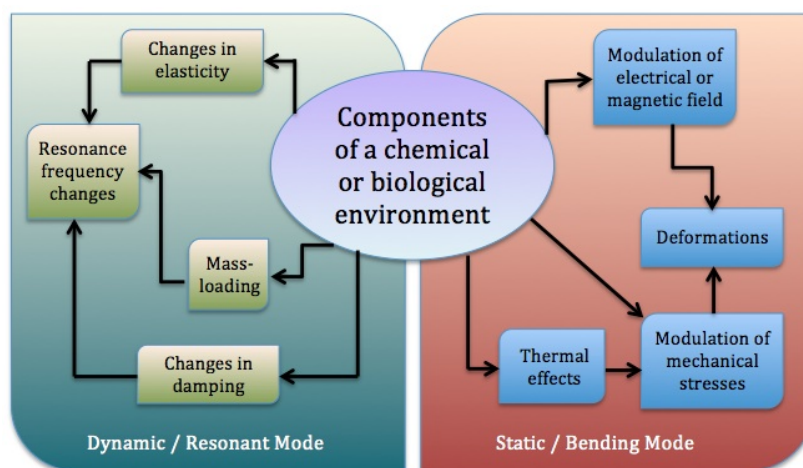 Changes in
elasticity
Resonance
frequency
changes
Mass-
loading
Changes in
damping
Dynamic / Resonant Mode
Components
of a chemical
or biological
environment
Modulation of
electrical or
magnetic field
Deformations
Thermal
effects
Modulation of
mechanical
stresses
Static / Bending Mode